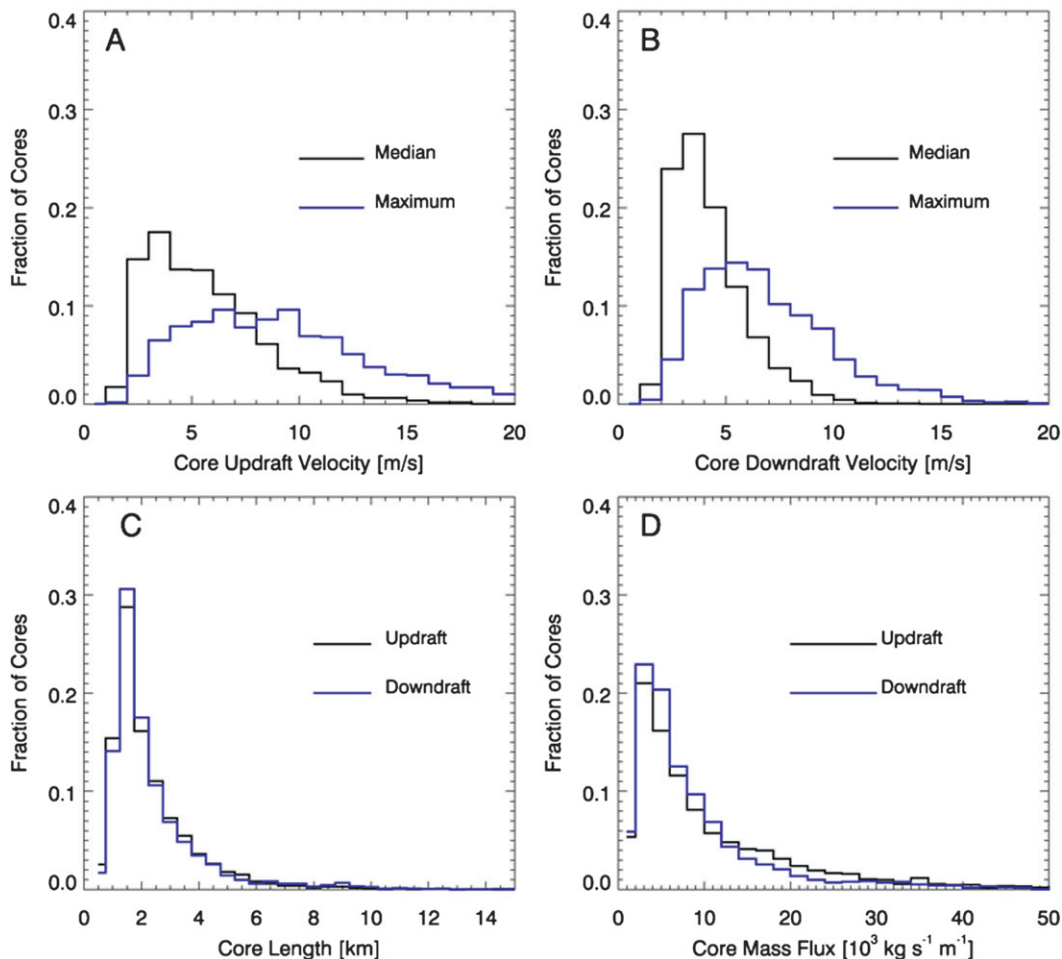 A
Median
Maximum
Fraction of Cores
0.4
0.3
0.2
0.1
0.0
0 5 10 15 20
Core Updraft Velocity [m/s]
B
Median
Maximum
Fraction of Cores
0.4
0.3
0.2
0.1
0.0
0 5 10 15 20
Core Downdraft Velocity [m/s]
C
Updraft
Downdraft
Fraction of Cores
0.4
0.3
0.2
0.1
0.0
0 2 4 6 8 10 12 14
Core Length [km]
D
Updraft
Downdraft
Fraction of Cores
0.4
0.3
0.2
0.1
0.0
0 10 20 30 40 50
Core Mass Flux [10³ kg s⁻¹ m⁻¹]